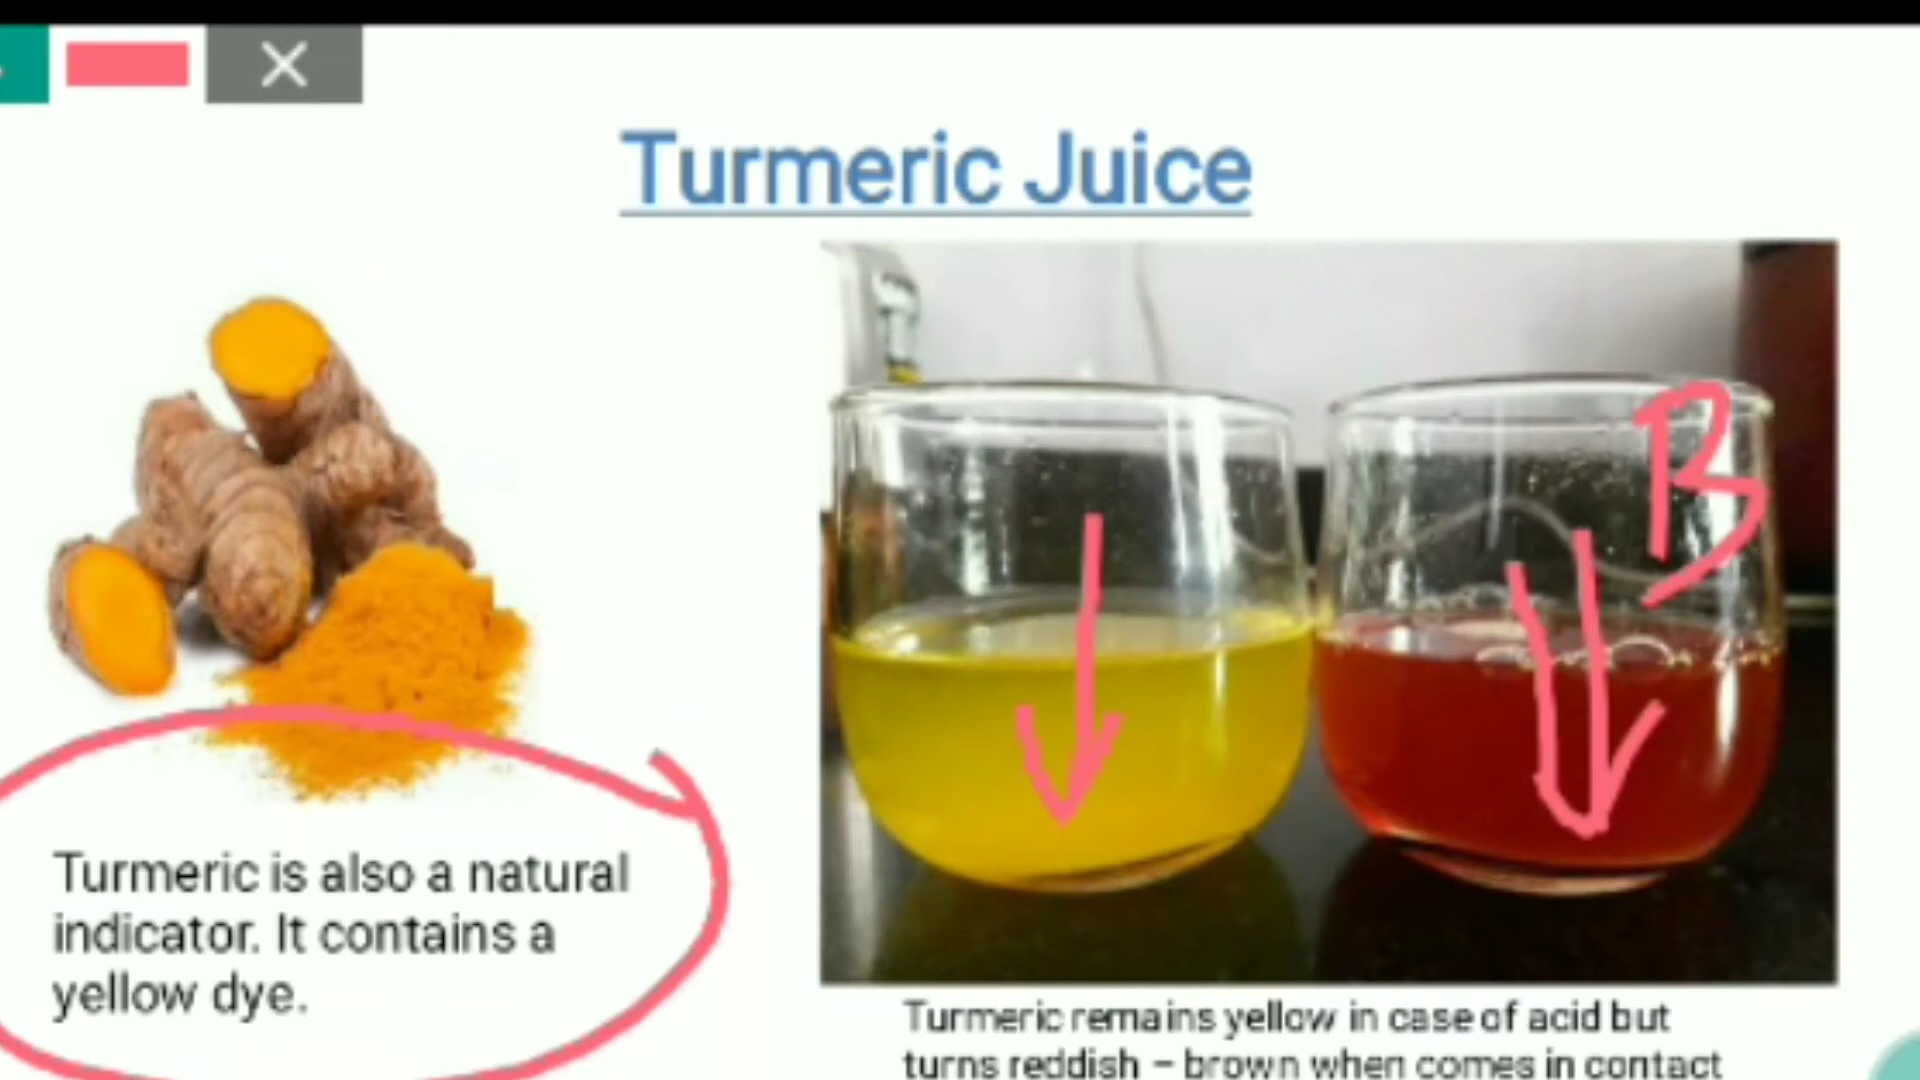 Turmeric Juice
B
Turmeric is also a natural
indicator. It contains a
yellow dye.
Turmeric remains yellow in case of acid but
turns reddish – brown when comes in contact